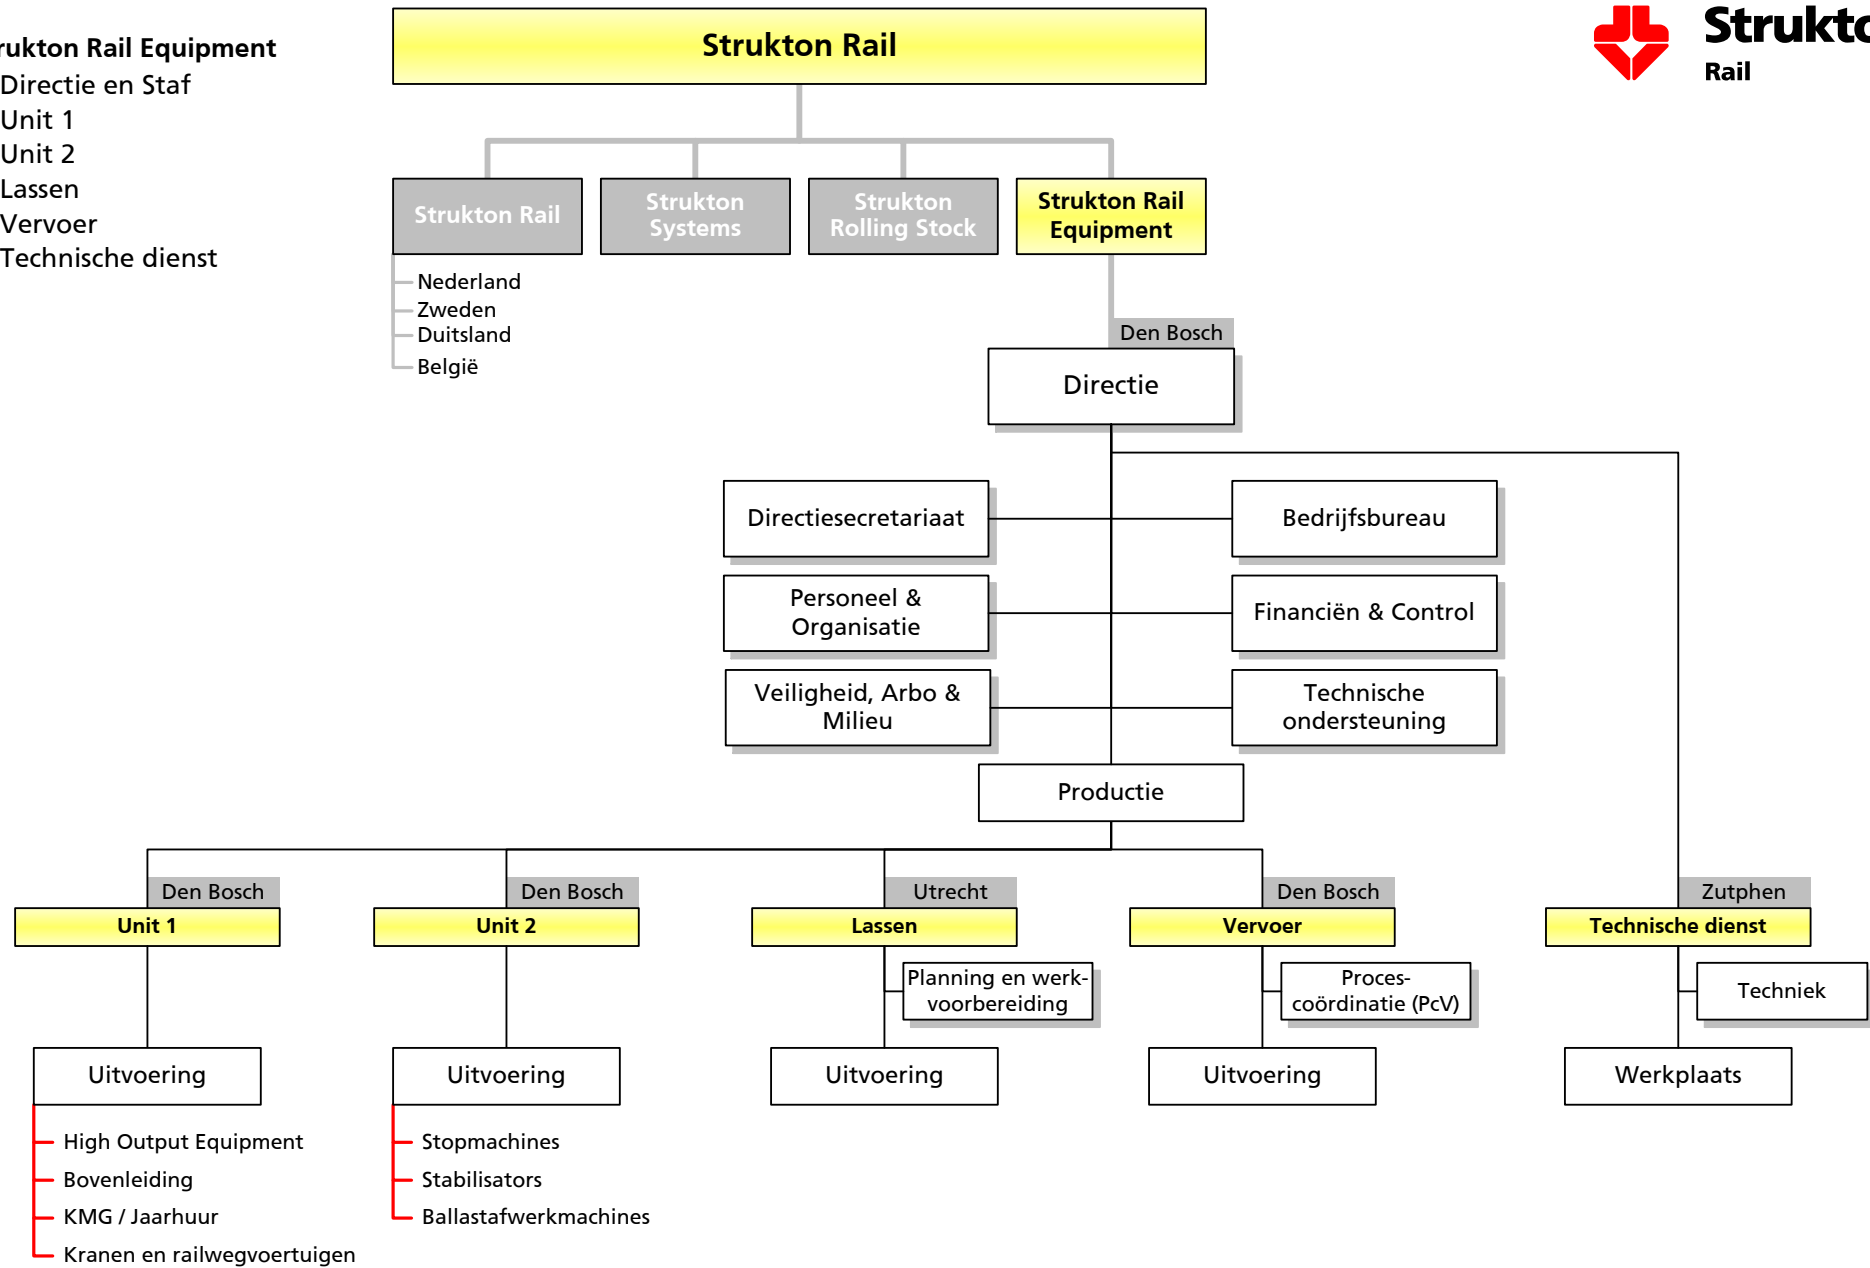 Strukton Rail
rukton Rail Equipment
Directie en Staf
Unit 1
Unit 2
Lassen
Vervoer
Technische dienst
Strukto
Rail
Strukton Rail
Strukton
Systems
Strukton
Rolling Stock
Strukton Rail
Equipment
Nederland
Zweden
Duitsland
België
Den Bosch
Directie
Directiesecretariaat
Bedrijfsbureau
Personeel &
Organisatie
Financiën & Control
Veiligheid, Arbo &
Milieu
Technische
ondersteuning
Productie
Den Bosch
Unit 1
Den Bosch
Unit 2
Utrecht
Lassen
Den Bosch
Vervoer
Zutphen
Technische dienst
Planning en werk-
voorbereiding
Proces-
coördinatie (PcV)
Techniek
Uitvoering
Uitvoering
Uitvoering
Uitvoering
Werkplaats
High Output Equipment
Bovenleiding
KMG / Jaarhuur
Kranen en railwegvoertuigen
Stopmachines
Stabilisators
Ballastafwerkmachines